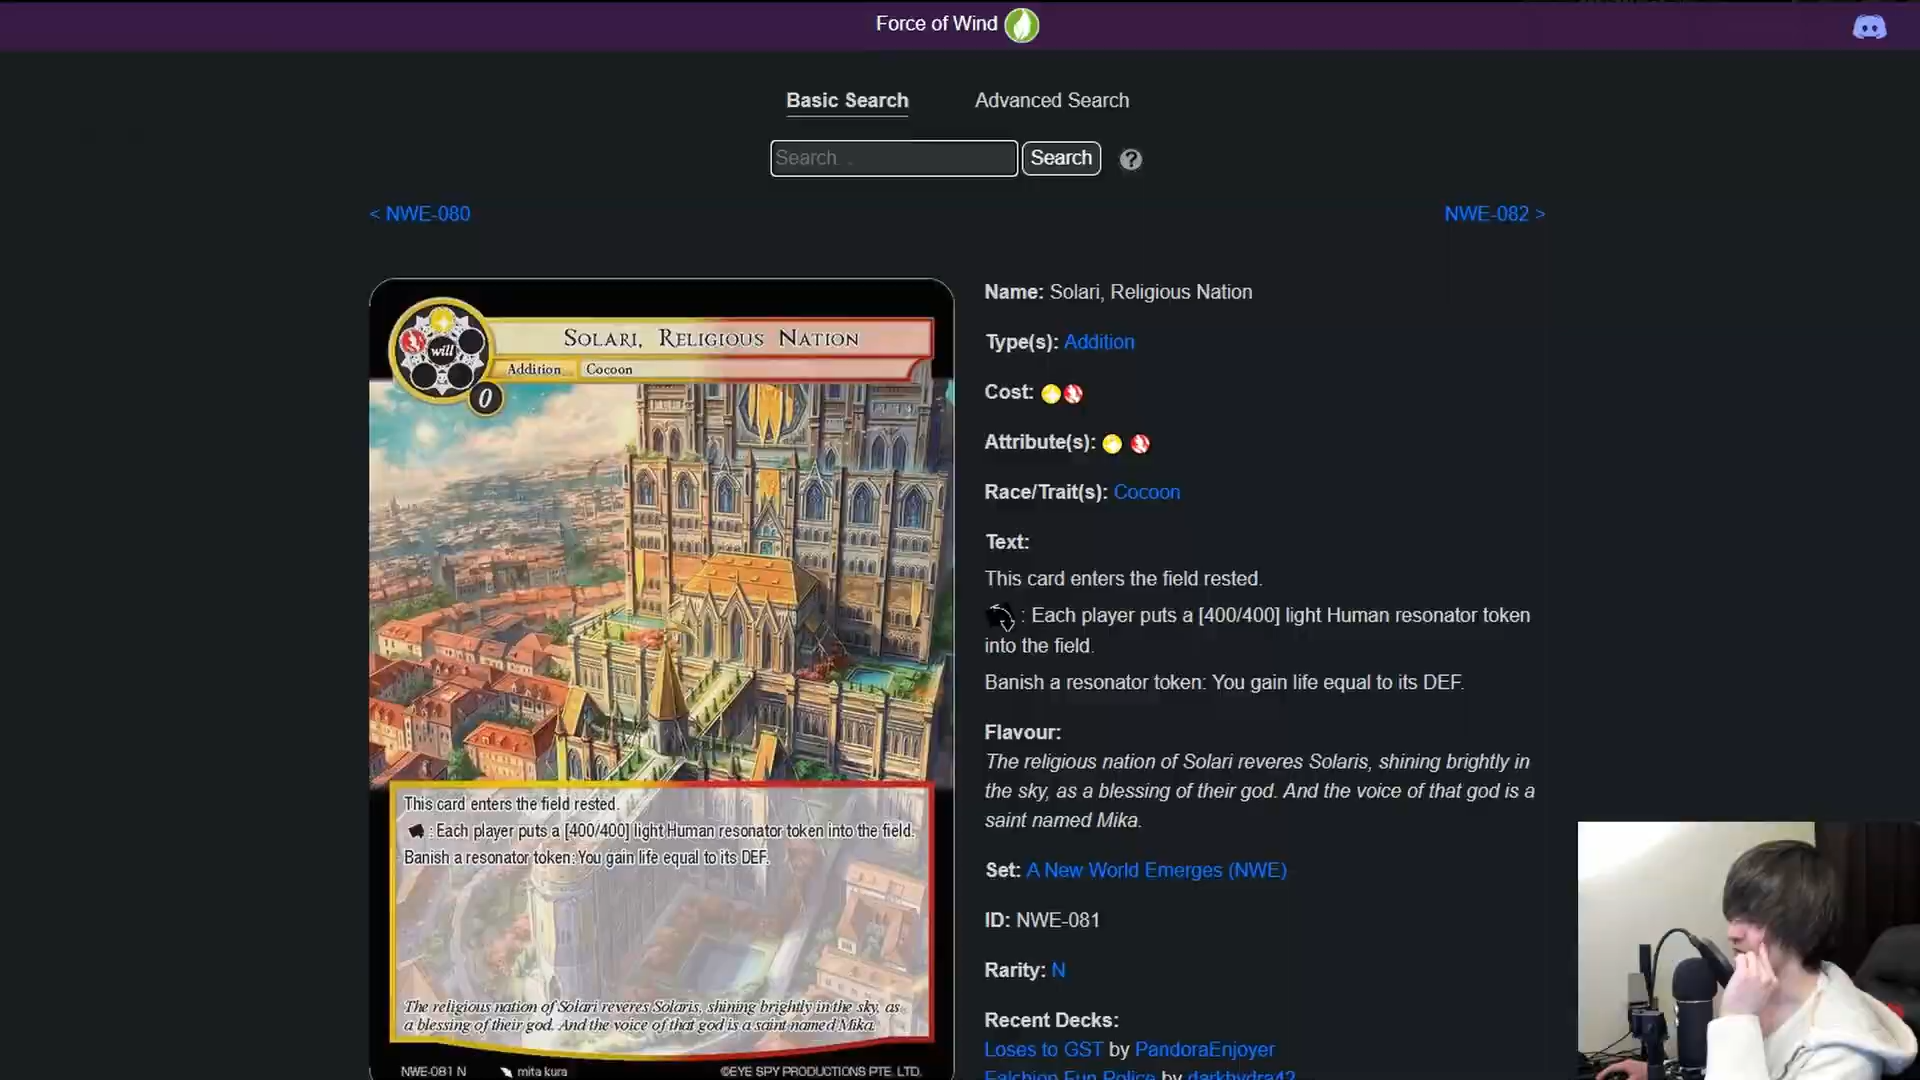 Force of Wind
Basic Search
Advanced Search
Search...
Search
?
< NWE-080
NWE-082 >
SOLARI, RELIGIOUS NATION
will
Addition
Cocoon
0
This card enters the field rested.
: Each player puts a [400/400] light Human resonator token into the field.
Banish a resonator token: You gain life equal to its DEF.
The religious nation of Solari reveres Solaris, shining brightly in the sky, as
a blessing of their god. And the voice of that god is a saint named Mika.
NWE-081 N
mita kura
©EYE SPY PRODUCTIONS PTE. LTD.
Name: Solari, Religious Nation
Type(s): Addition
Cost:
Attribute(s):
Race/Trait(s): Cocoon
Text:
This card enters the field rested.
: Each player puts a [400/400] light Human resonator token
into the field.
Banish a resonator token: You gain life equal to its DEF.
Flavour:
The religious nation of Solari reveres Solaris, shining brightly in
the sky, as a blessing of their god. And the voice of that god is a
saint named Mika.
Set: A New World Emerges (NWE)
ID: NWE-081
Rarity: N
Recent Decks:
Loses to GST by PandoraEnjoyer
Falchion Fun Police by darkhydra42